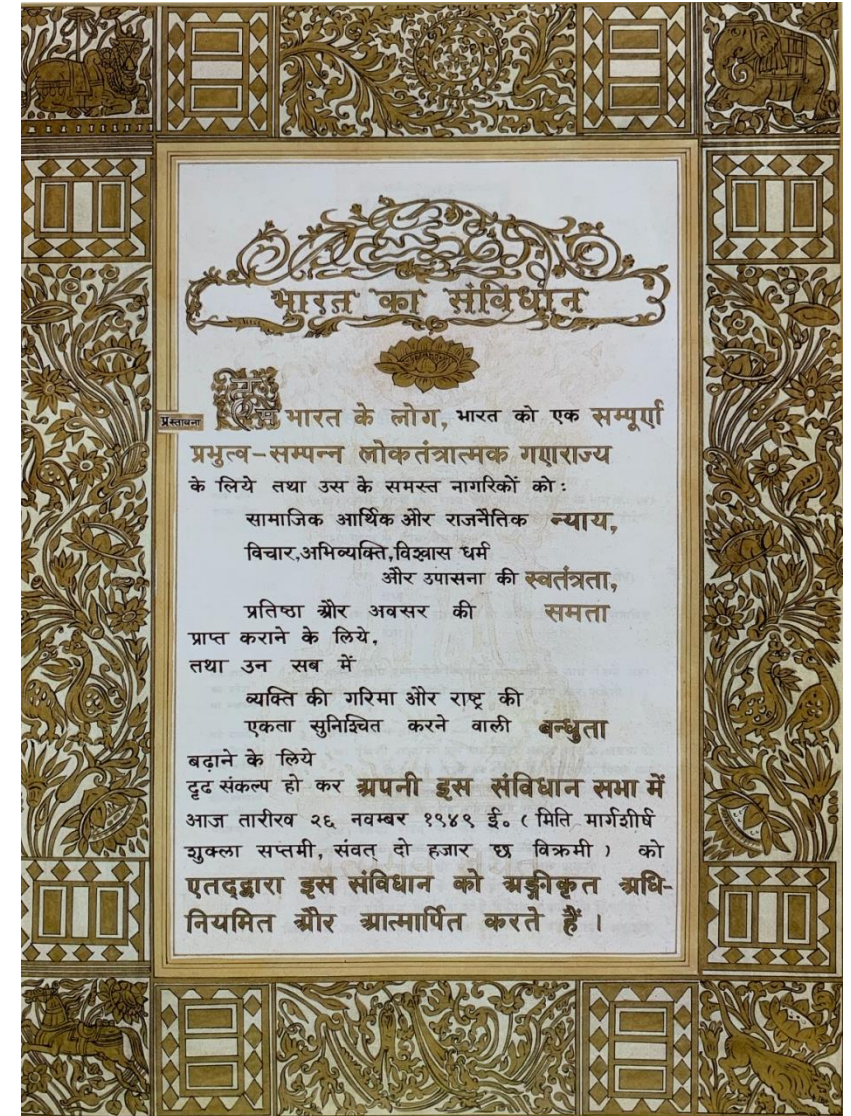 भारत का संविधान
प्रस्तावना
हम भारत के लोग, भारत को एक सम्पूर्ण
प्रभुत्व-सम्पन्न लोकतंत्रात्मक गणराज्य
के लिये तथा उस के समस्त नागरिकों को:
सामाजिक आर्थिक और राजनैतिक न्याय,
विचार,अभिव्यक्ति,विश्वास धर्म
और उपासना की स्वतंत्रता,
प्रतिष्ठा और अवसर की समता
प्राप्त कराने के लिये,
तथा उन सब में
व्यक्ति की गरिमा और राष्ट्र की
एकता सुनिश्चित करने वाली बन्धुता
बढ़ाने के लिये
दृढ संकल्प हो कर अपनी इस संविधान सभा में
आज तारीरव २६ नवम्बर १९४९ ई० ( मिति मार्गशीर्ष
शुक्ला सप्तमी, संवत् दो हजार छ विक्रमी ) को
एतद्द्वारा इस संविधान को अङ्गीकृत अधि-
नियमित और आत्मार्पित करते हैं ।